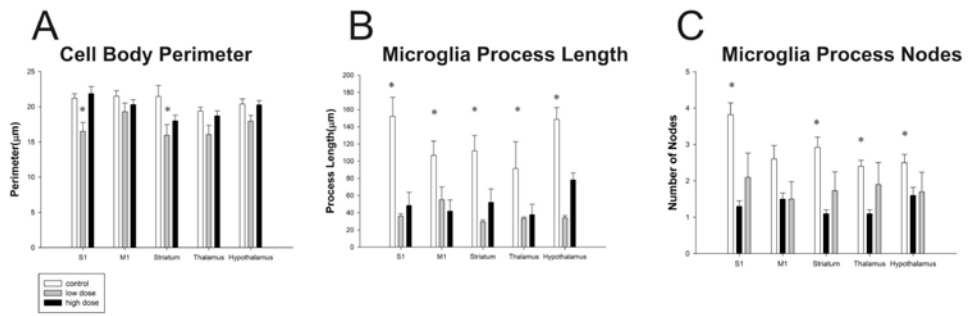 A
Cell Body Perimeter
Perimeter(μm)
25
20
15
10
5
0
*
*
S1 M1 Striatum Thalamus Hypothalamus
control
low dose
high dose
B
Microglia Process Length
Process Length(μm)
200
180
160
140
120
100
80
60
40
20
0
*
*
*
*
*
S1 M1 Striatum Thalamus Hypothalamus
C
Microglia Process Nodes
Number of Nodes
5
4
3
2
1
0
*
*
*
*
S1 M1 Striatum Thalamus Hypothalamus